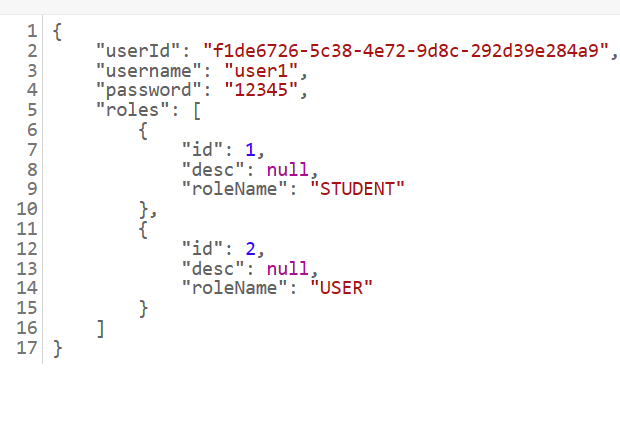 1 {
2     "userId": "f1de6726-5c38-4e72-9d8c-292d39e284a9",
3     "username": "user1",
4     "password": "12345",
5     "roles": [
6         {
7             "id": 1,
8             "desc": null,
9             "roleName": "STUDENT"
10         },
11         {
12             "id": 2,
13             "desc": null,
14             "roleName": "USER"
15         }
16     ]
17 }